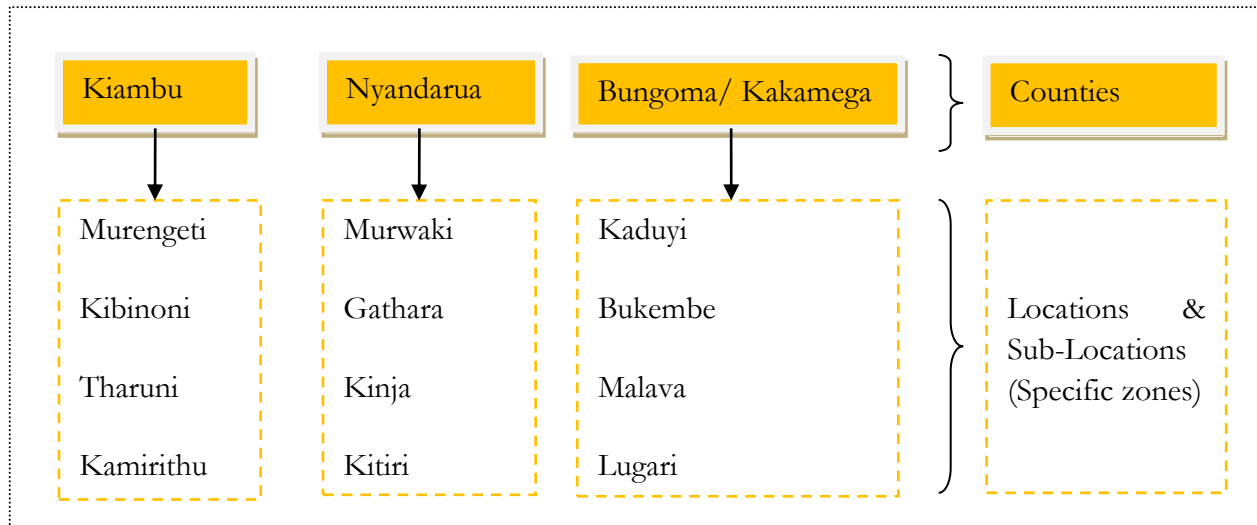 Kiambu
Nyandarua
Bungoma/ Kakamega
Counties
Murengeti
Kibinoni
Tharuni
Kamirithu
Murwaki
Gathara
Kinja
Kitiri
Kaduyi
Bukembe
Malava
Lugari
Locations &
Sub-Locations
(Specific zones)